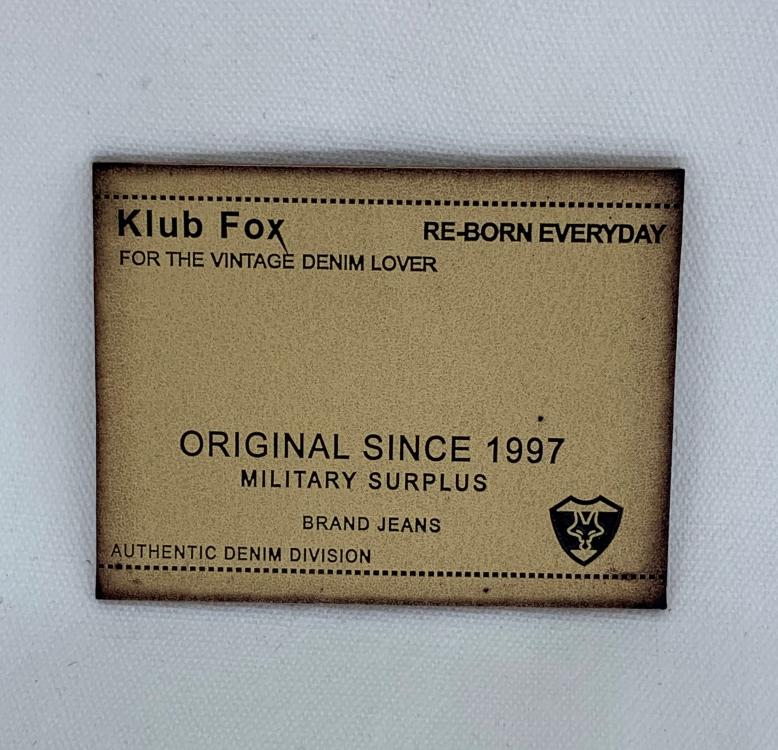 Klub Fox
RE-BORN EVERYDAY
FOR THE VINTAGE DENIM LOVER
ORIGINAL SINCE 1997
MILITARY SURPLUS
BRAND JEANS
AUTHENTIC DENIM DIVISION